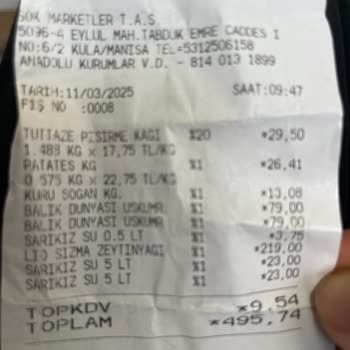 ŞOK MARKETLER T.A.S.
5036-4 EYLUL MAH.TABDUK EMRE CADDES I
NO:6/2 KULA/MANISA TEL=5312506158
ANADOLU KURUMLAR V.D. - 814 013 1899
TARIH:11/03/2025 SAAT:09:47
FIS NO :0008
TUTTAZE PISIRME KAGI %20 *29,50
1.488 KG x 17,75 TL/KG
PATATES KG %1 *26,41
0.575 KG x 22,75 TL/KG
KURU SOGAN KG. %1 *13,08
BALIK DUNYASI USKUMR %1 *79,00
BALIK DUNYASI USKUMR %1 *79,00
SARIKIZ SU 0.5 LT %1 *3,75
LIO SIZMA ZEYTINYAGI %1 *219,00
SARIKIZ SU 5 LT %1 *23,00
SARIKIZ SU 5 LT %1 *23,00
TOPKDV *9,54
TOPLAM *495,74